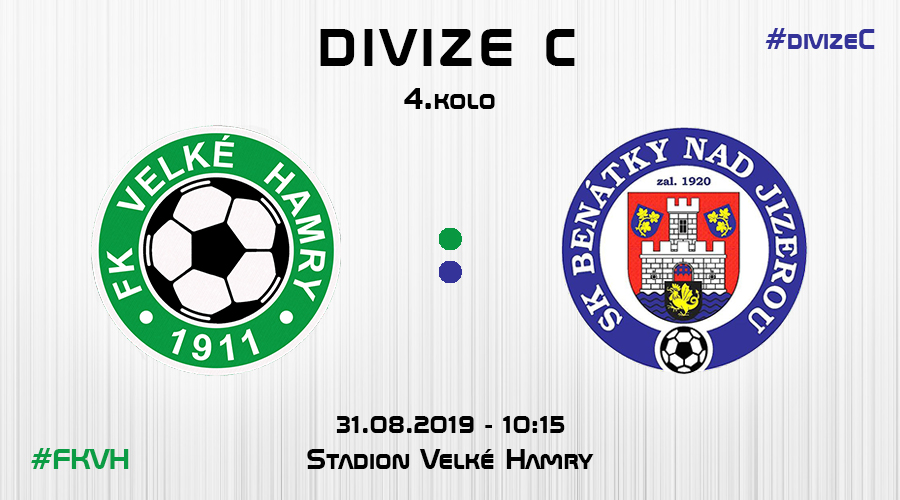 DIVIZE C
#DIVIZEC
4.KOLO
FK VELKÉ HAMRY
1911
SK BENÁTKY NAD JIZEROU
zal. 1920
31.08.2019 - 10:15
STADION VELKÉ HAMRY
#FKVH